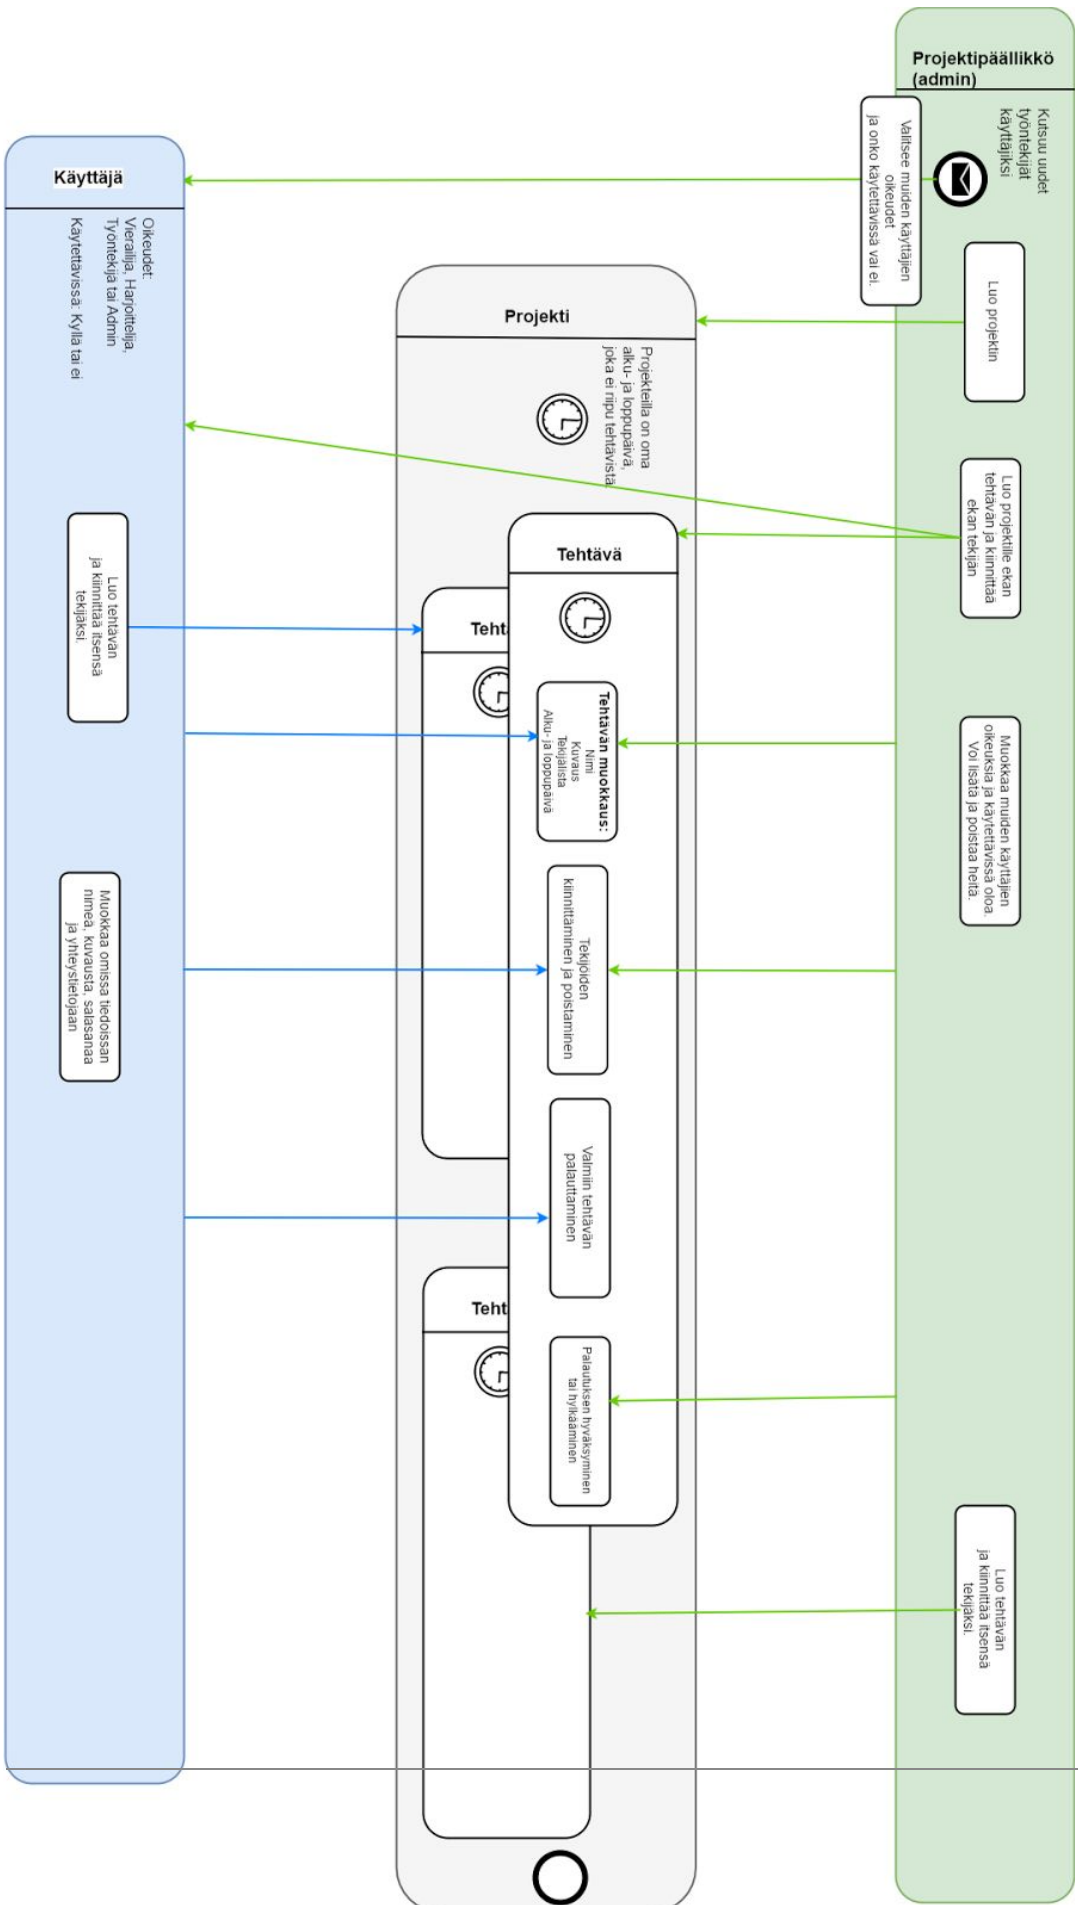 Projektipäällikkö
(admin)
Kutsuu uudet
työntekijät
käyttäjiksi
Valitsee muiden käyttäjien
oikeudet
ja onko käytettävissä vai ei.
Luo projektin
Luo projektille ekan
tehtävän ja kiinnittää
ekan tekijän
Muokkaa muiden käyttäjien
oikeuksia ja käytettävissä oloa.
Voi lisätä ja poistaa heitä.
Luo tehtävän
ja kiinnittää itsensä
tekijäksi.
Projekti
Projekteilla on oma
alku- ja loppupäivä,
joka ei riipu tehtävistä
Tehtävä
Tehtävän muokkaus:
Nimi
Kuvaus
Tekijälista
Alku- ja loppupäivä
Tekijöiden
kiinnittäminen ja poistaminen
Valmiin tehtävän
palauttaminen
Palautuksen hyväksyminen
tai hylkääminen
Teht
Teht
Käyttäjä
Oikeudet:
Vierailija, Harjoittelija,
Työntekijä tai Admin
Käytettävissä: Kyllä tai ei
Luo tehtävän
ja kiinnittää itsensä
tekijäksi.
Muokkaa omissa tiedoissan
nimeä, kuvausta, salasanaa
ja yhteystietojaan